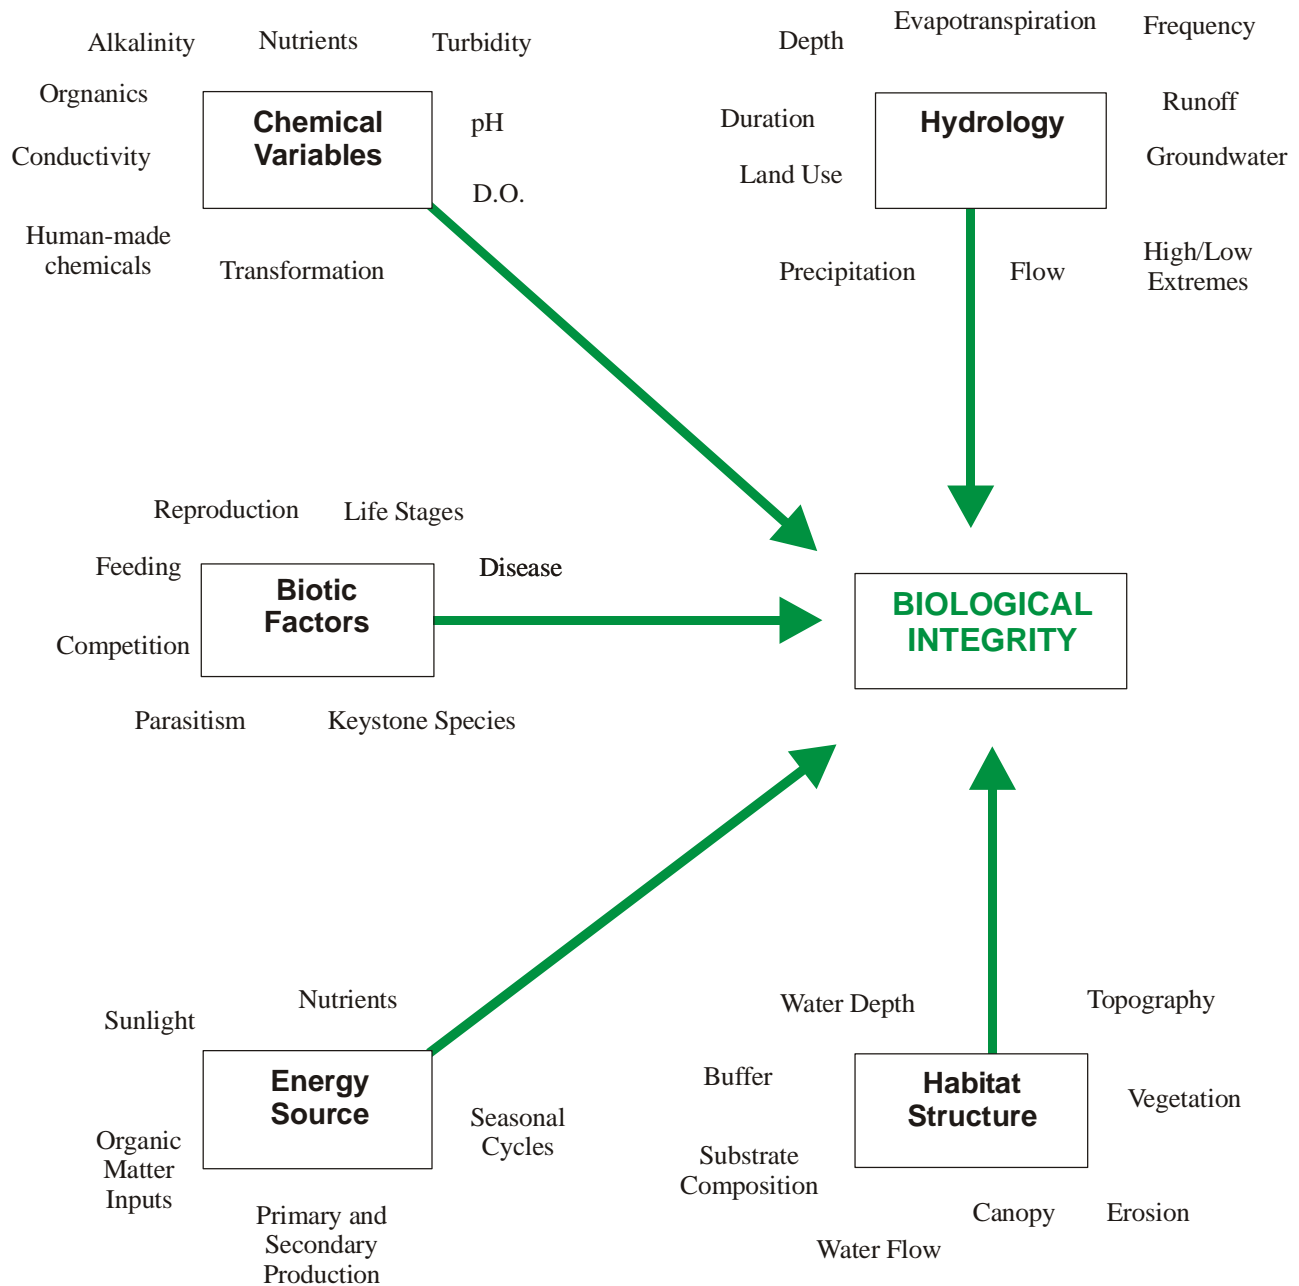 Alkalinity
Nutrients
Turbidity
Orgnanics
Chemical
Variables
pH
Conductivity
D.O.
Human-made
chemicals
Transformation
Depth
Evapotranspiration
Frequency
Duration
Hydrology
Runoff
Land Use
Groundwater
Precipitation
Flow
High/Low
Extremes
Reproduction
Life Stages
Feeding
Biotic
Factors
Disease
Competition
Parasitism
Keystone Species
BIOLOGICAL
INTEGRITY
Sunlight
Nutrients
Energy
Source
Seasonal
Cycles
Organic
Matter
Inputs
Primary and
Secondary
Production
Water Depth
Topography
Buffer
Habitat
Structure
Vegetation
Substrate
Composition
Canopy
Erosion
Water Flow